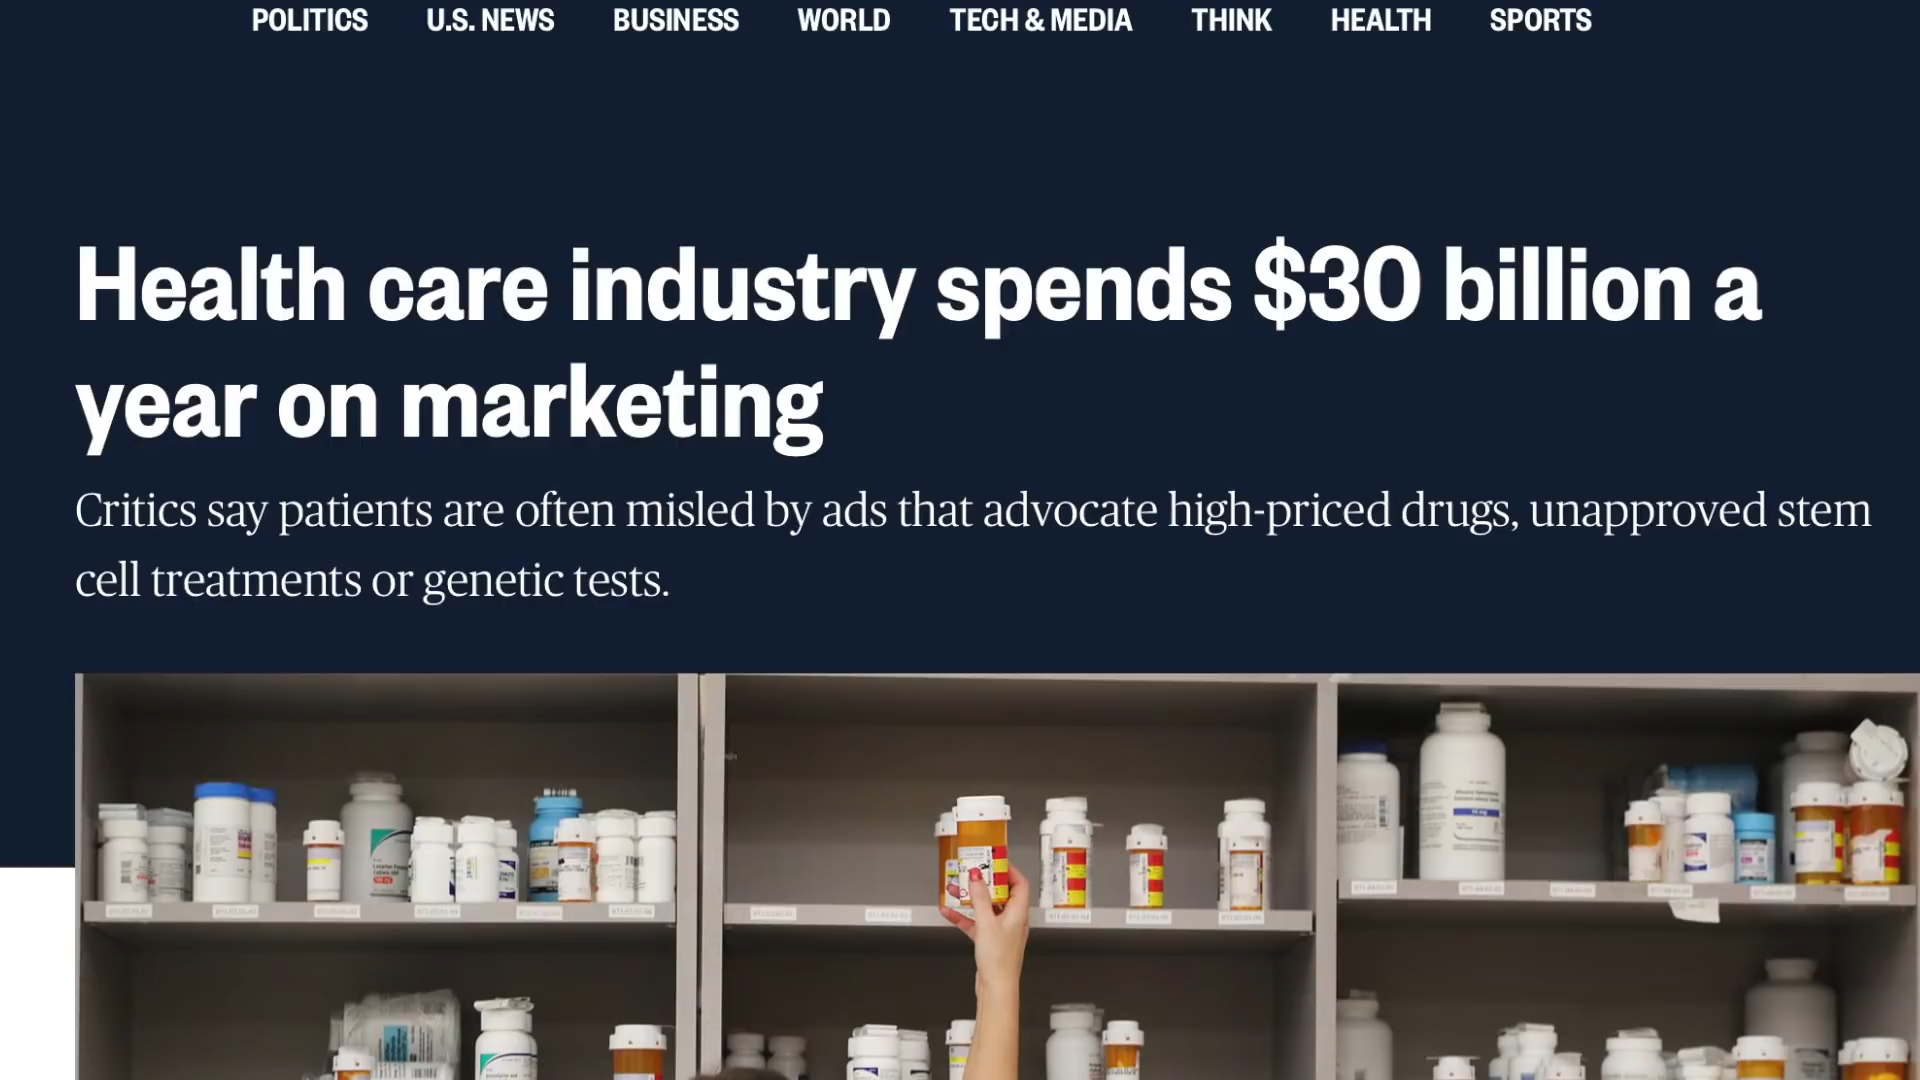 POLITICS U.S. NEWS BUSINESS WORLD TECH & MEDIA THINK HEALTH SPORTS
Health care industry spends $30 billion a
year on marketing
Critics say patients are often misled by ads that advocate high-priced drugs, unapproved stem
cell treatments or genetic tests.